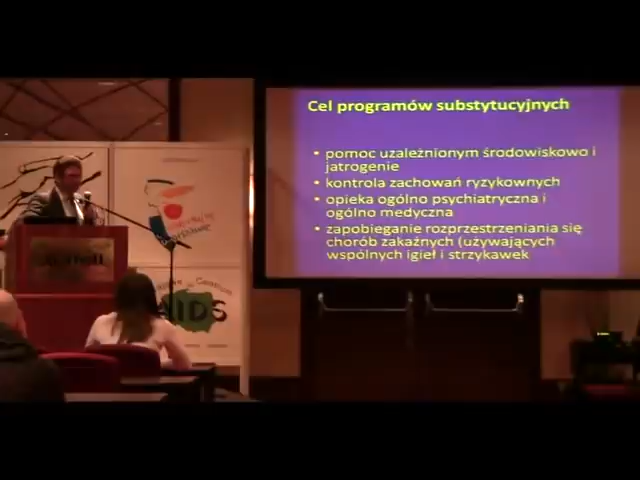 Cel programów substytucyjnych
• pomoc uzależnionym środowiskowo i
jatrogenie
• kontrola zachowań ryzykownych
• opieka ogólno psychiatryczna i
ogólno medyczna
• zapobieganie rozprzestrzeniania się
chorób zakaźnych (używających
wspólnych igieł i strzykawek
AIDS